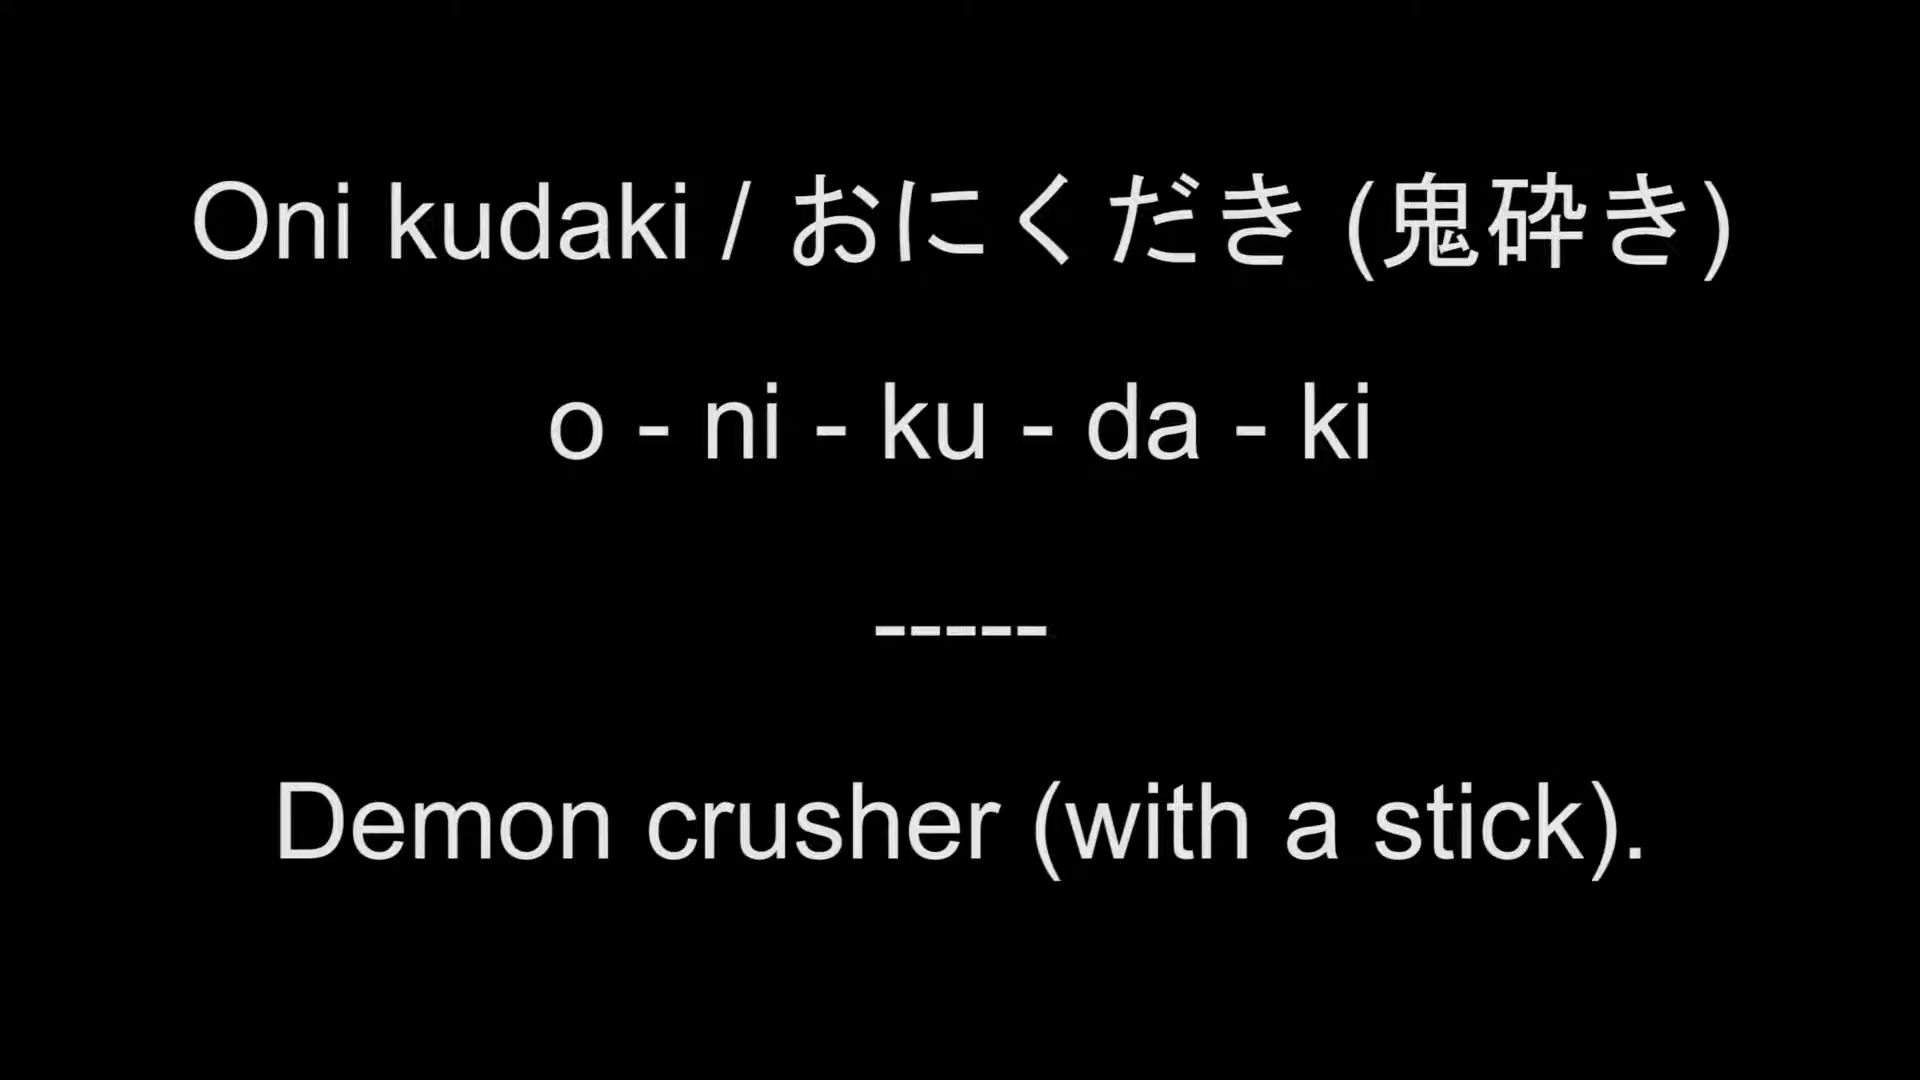 Oni kudaki / おにくだき (鬼砕き)
o - ni - ku - da - ki
-----
Demon crusher (with a stick).